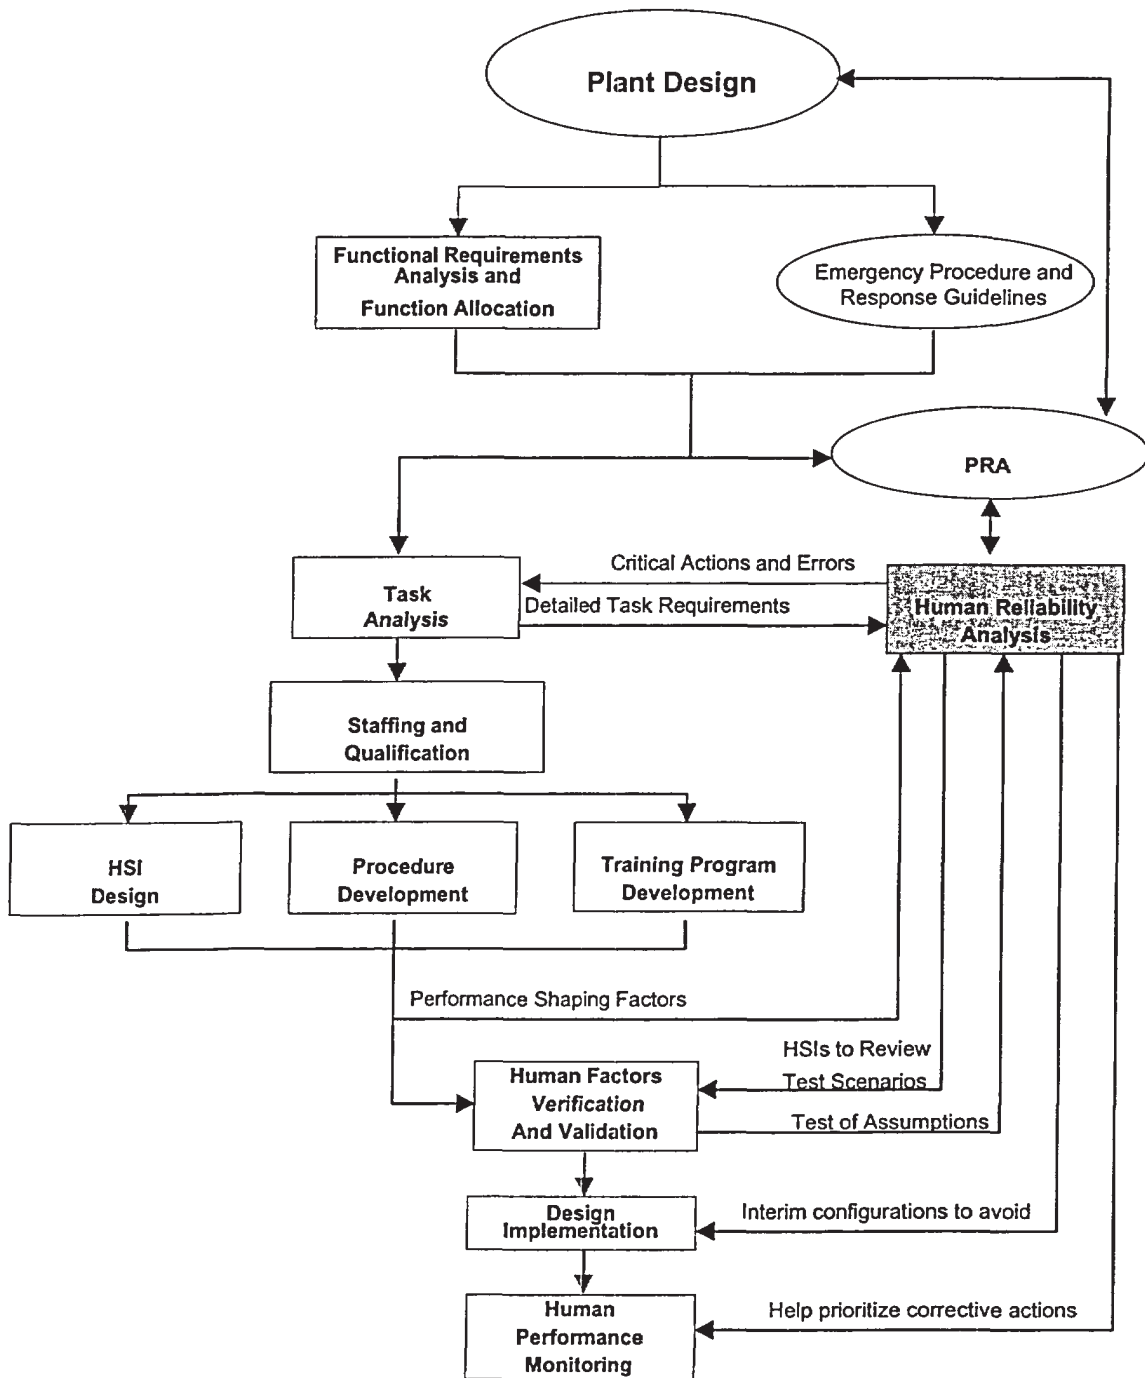 Plant Design
Functional Requirements
Analysis and
Function Allocation
Emergency Procedure and
Response Guidelines
PRA
Critical Actions and Errors
Task
Analysis
Detailed Task Requirements
Human Reliability
Analysis
Staffing and
Qualification
HSI
Design
Procedure
Development
Training Program
Development
Performance Shaping Factors
HSIs to Review
Test Scenarios
Human Factors
Verification
And Validation
Test of Assumptions
Design
Implementation
Interim configurations to avoid
Human
Performance
Monitoring
Help prioritize corrective actions